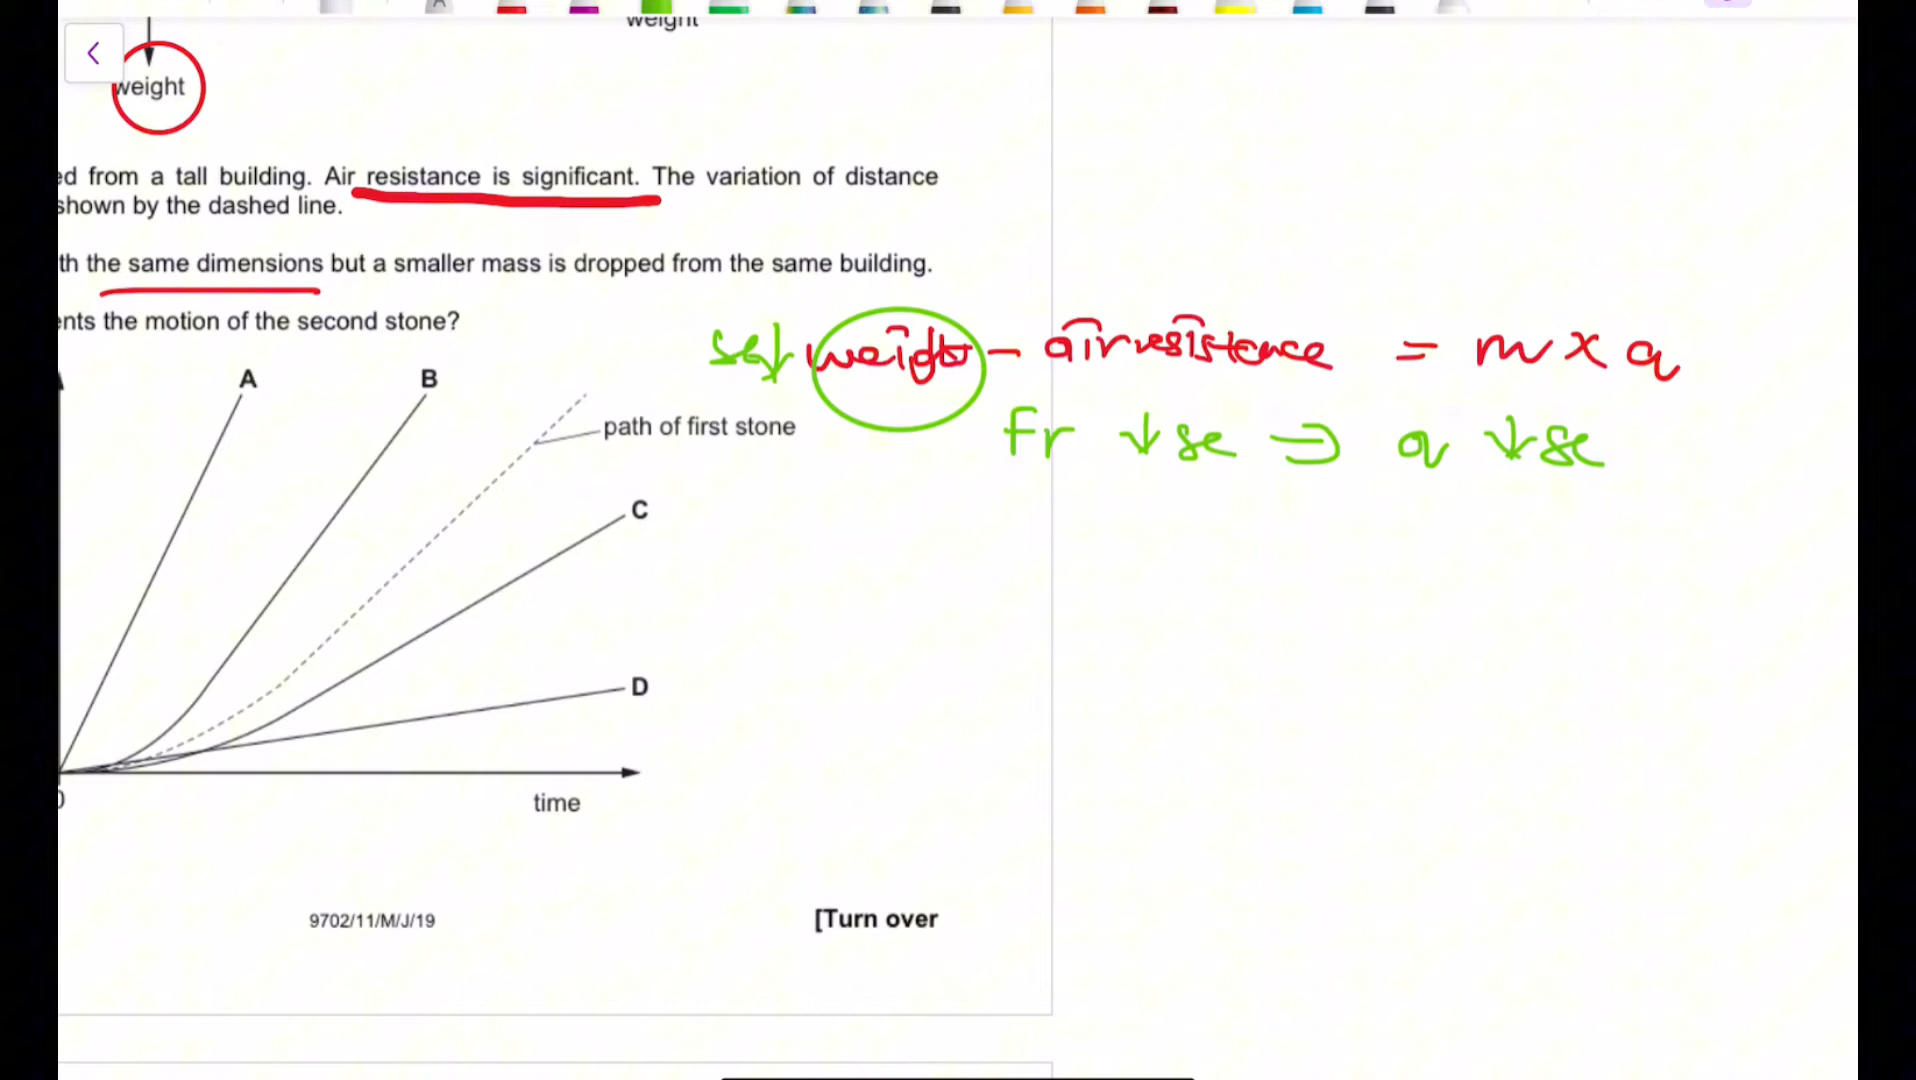 weight
weight
ed from a tall building. Air resistance is significant. The variation of distance
shown by the dashed line.
th the same dimensions but a smaller mass is dropped from the same building.
ents the motion of the second stone?
weight - air resistance = m x a
Fr ↓se ⇒ a ↓se
A
B
path of first stone
C
D
0
time
9702/11/M/J/19
[Turn over